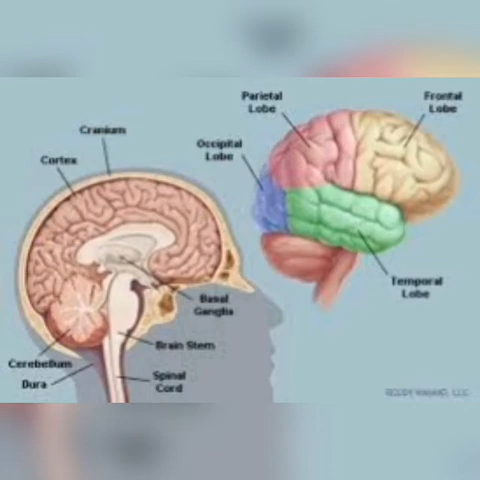 Parietal
Lobe
Frontal
Lobe
Cranium
Occipital
Lobe
Cortex
Temporal
Lobe
Basal
Ganglia
Brain Stem
Cerebellum
Spinal
Cord
Dura